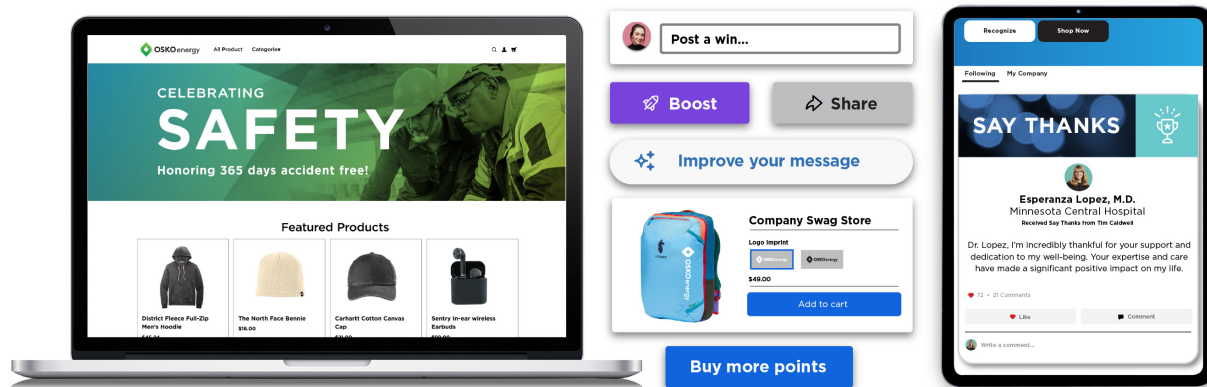 OSKOenergy
All Product
Categories
CELEBRATING
SAFETY
Honoring 365 days accident free!
Featured Products
District Fleece Full-Zip
Men's Hoodie
The North Face Bennie
$16.00
Carhartt Cotton Canvas
Cap
Sentry In-ear wireless
Earbuds
Post a win...
Boost
Share
Improve your message
Company Swag Store
Logo Imprint
OSKOenergy
OSKOenergy
OSKOenergy
$49.00
Add to cart
Buy more points
Recognize
Shop Now
Following
My Company
SAY THANKS
Esperanza Lopez, M.D.
Minnesota Central Hospital
Received Say Thanks from Tim Caldwell
Dr. Lopez, I'm incredibly thankful for your support and
dedication to my well-being. Your expertise and care
have made a significant positive impact on my life.
72 • 21 Comments
Like
Comment
Write a comment...